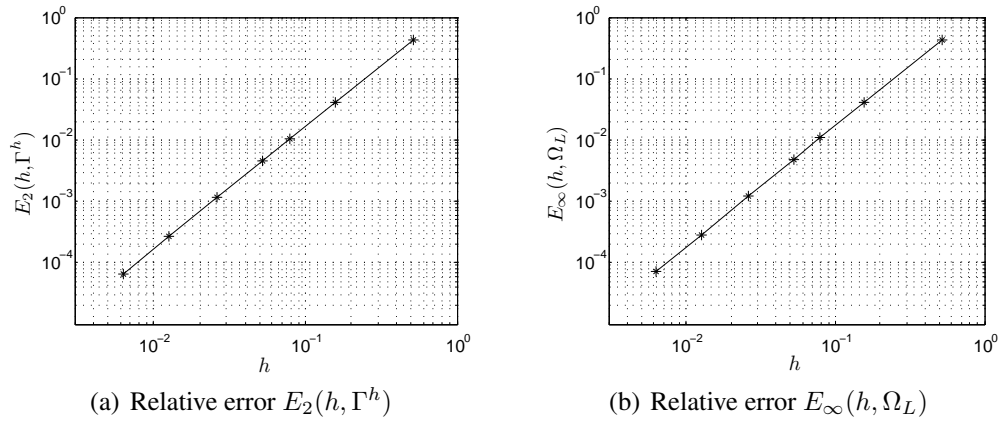 10^0
10^{-1}
10^{-2}
10^{-3}
10^{-4}
E_2(h, Γ^h)
10^{-2} 10^{-1} 10^0
h
(a) Relative error E_2(h, Γ^h)
10^0
10^{-1}
10^{-2}
10^{-3}
10^{-4}
E_∞(h, Ω_L)
10^{-2} 10^{-1} 10^0
h
(b) Relative error E_∞(h, Ω_L)